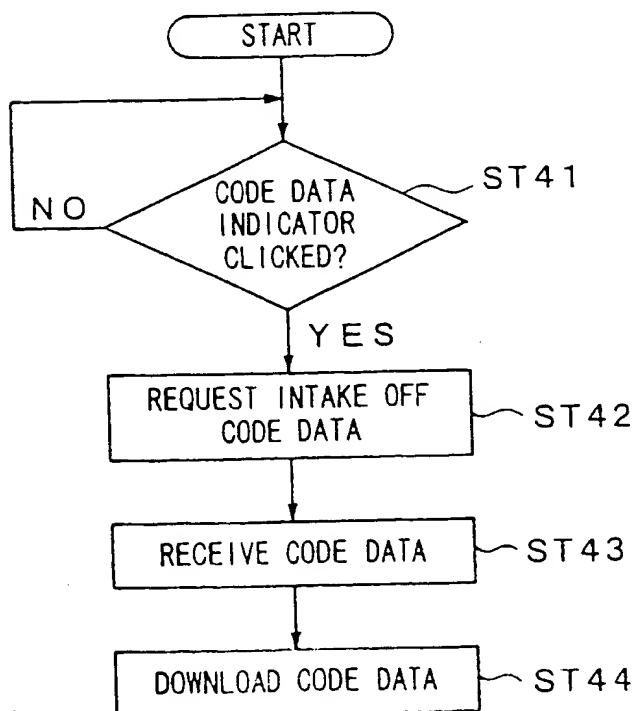 START
CODE DATA
INDICATOR
CLICKED?
ST41
NO
YES
REQUEST INTAKE OFF
CODE DATA
ST42
RECEIVE CODE DATA
ST43
DOWNLOAD CODE DATA
ST44